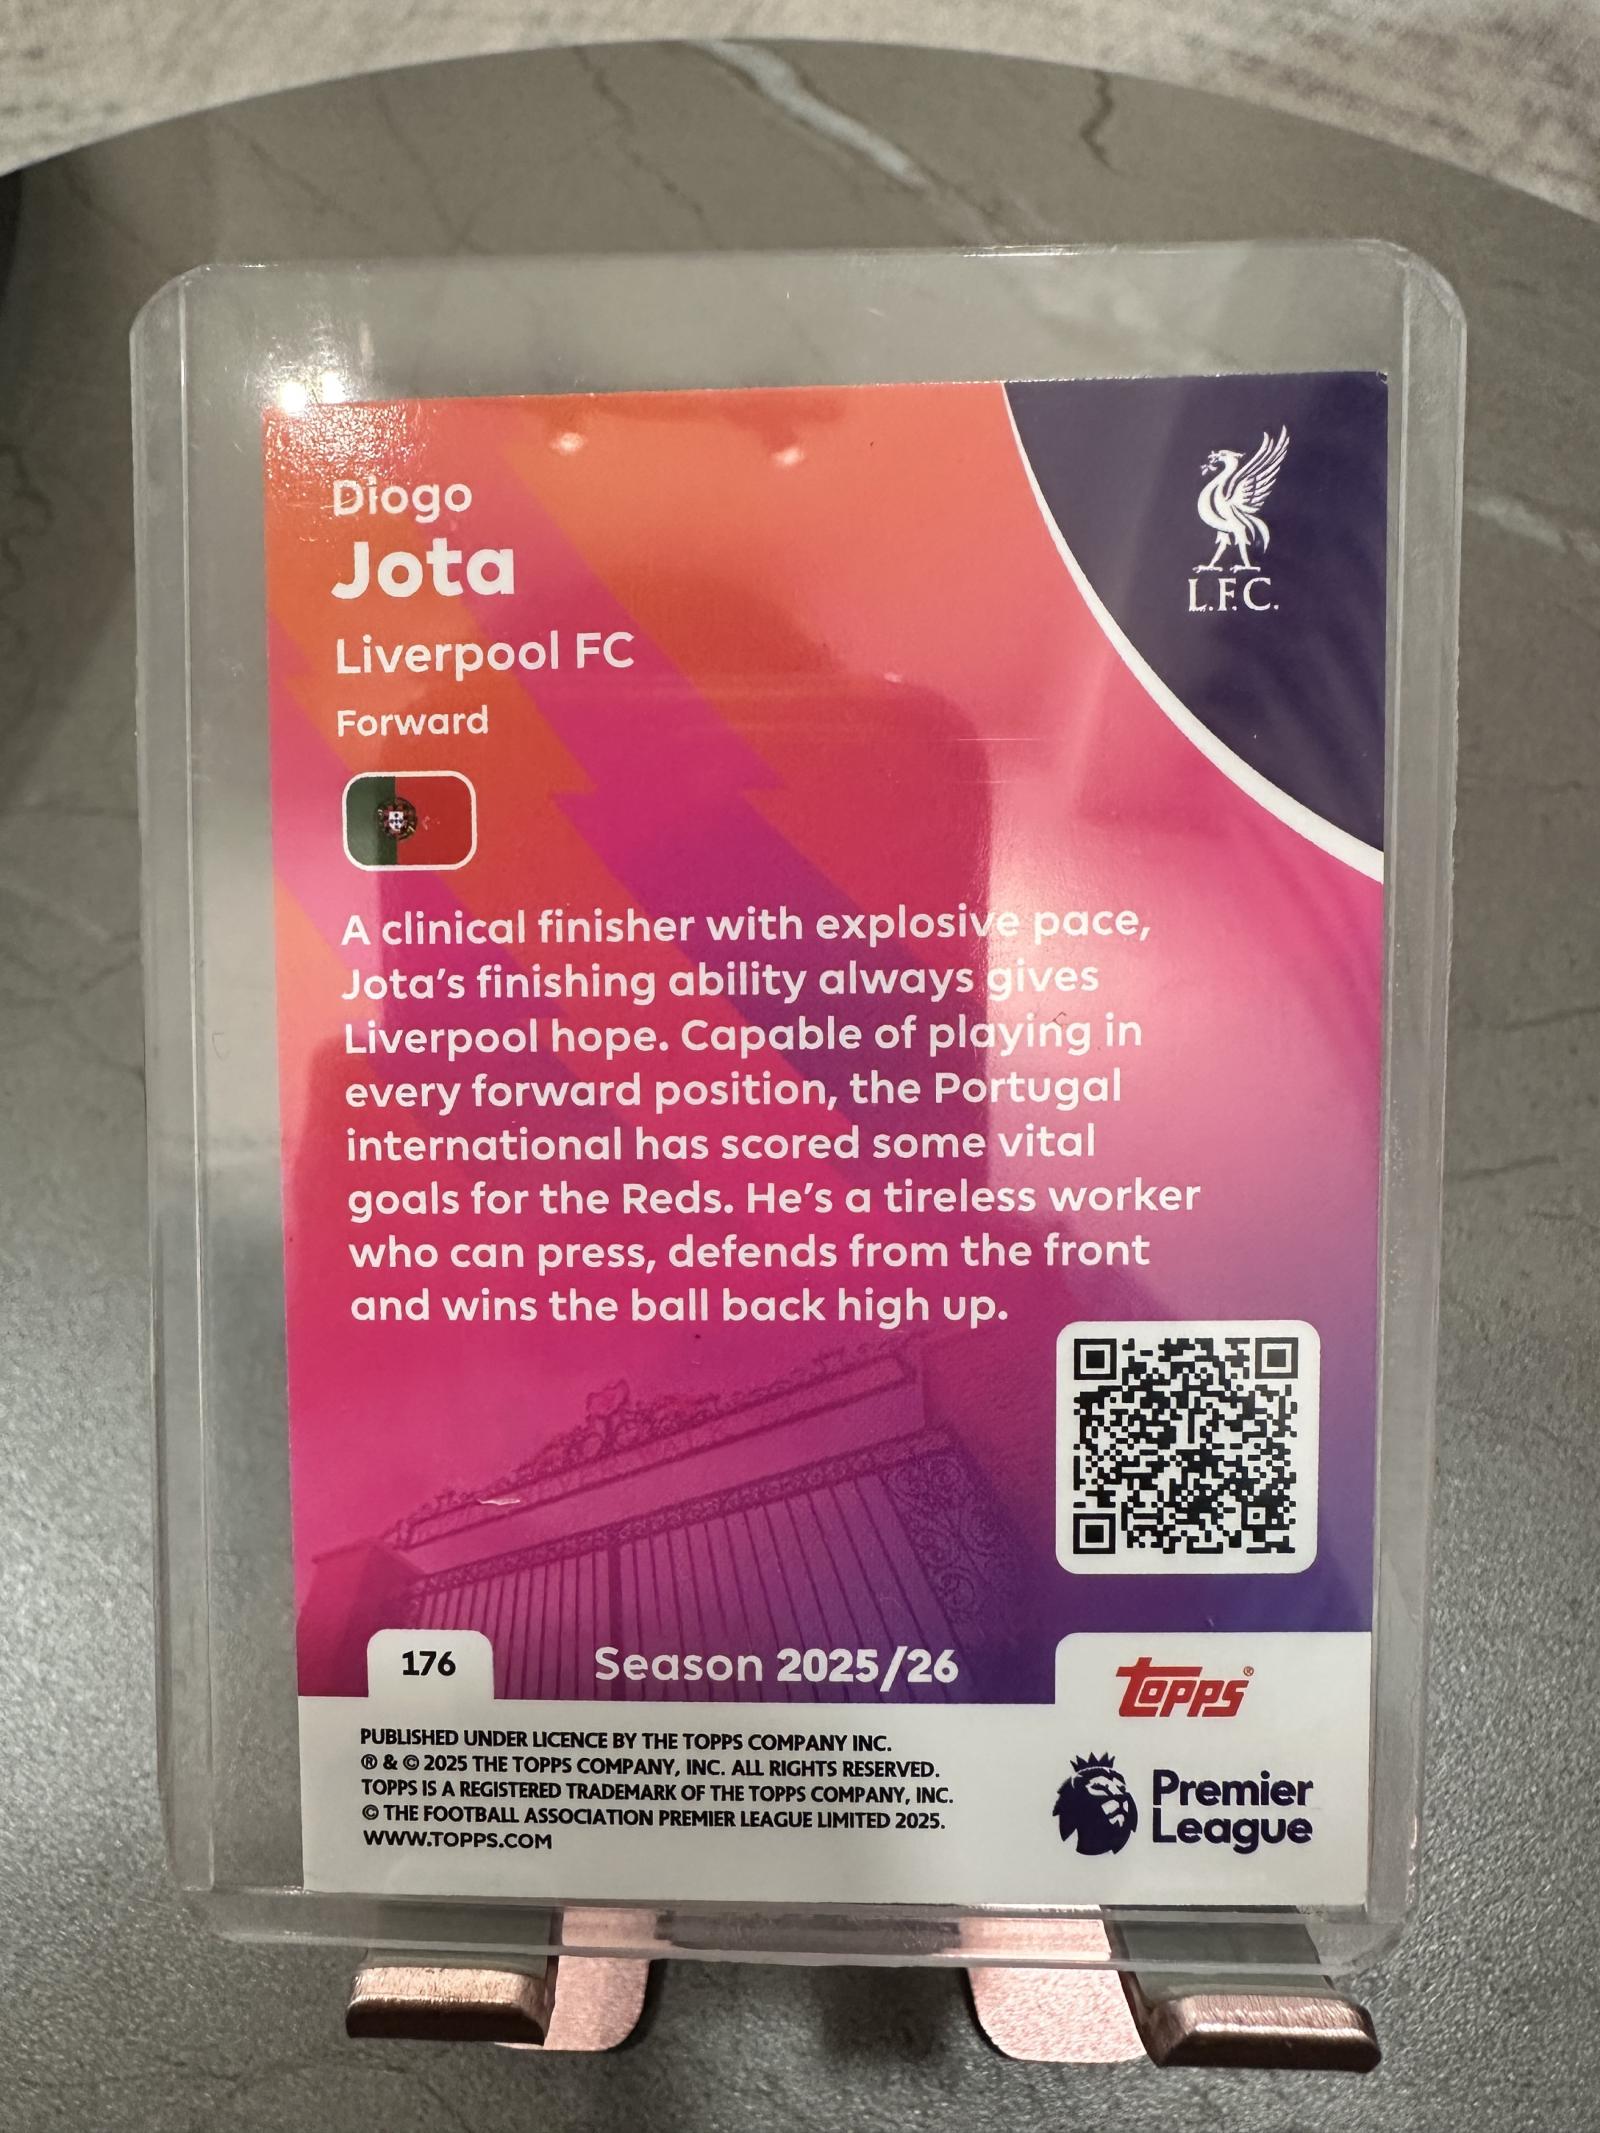 Diogo
Jota
Liverpool FC
Forward
L.F.C.
A clinical finisher with explosive pace,
Jota's finishing ability always gives
Liverpool hope. Capable of playing in
every forward position, the Portugal
international has scored some vital
goals for the Reds. He's a tireless worker
who can press, defends from the front
and wins the ball back high up.
176
Season 2025/26
Topps®
PUBLISHED UNDER LICENCE BY THE TOPPS COMPANY INC.
® & © 2025 THE TOPPS COMPANY, INC. ALL RIGHTS RESERVED.
TOPPS IS A REGISTERED TRADEMARK OF THE TOPPS COMPANY, INC.
© THE FOOTBALL ASSOCIATION PREMIER LEAGUE LIMITED 2025.
WWW.TOPPS.COM
Premier
League